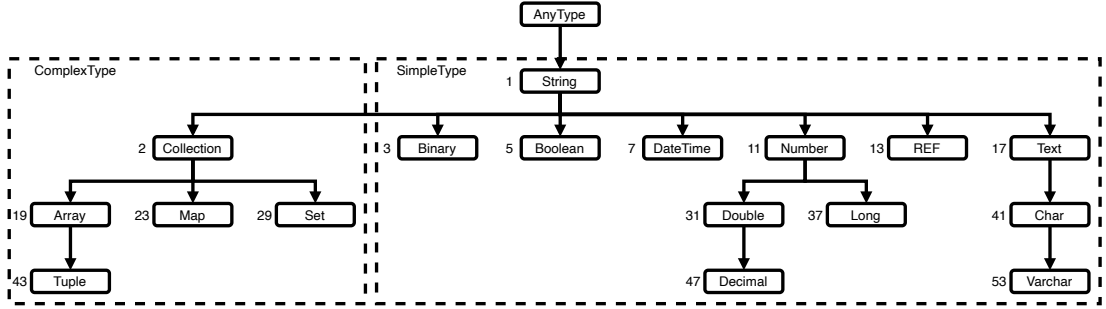 AnyType
ComplexType
SimpleType
1 String
2 Collection
3 Binary
5 Boolean
7 DateTime
11 Number
13 REF
17 Text
19 Array
23 Map
29 Set
31 Double
37 Long
41 Char
43 Tuple
47 Decimal
53 Varchar